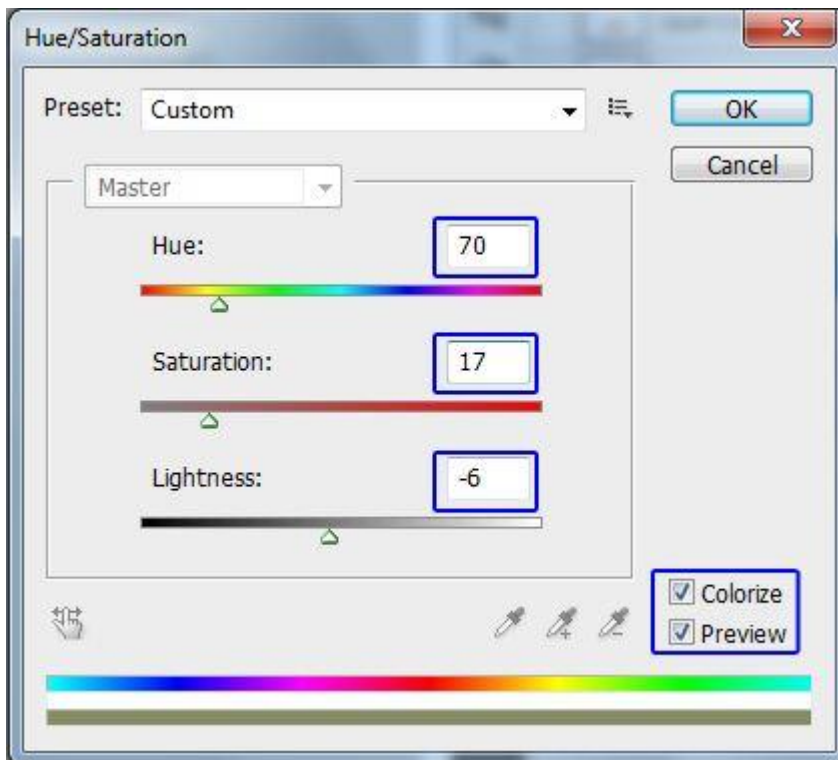 Hue/Saturation
Preset: Custom
OK
Cancel
Master
Hue: 70
Saturation: 17
Lightness: -6
Colorize
Preview